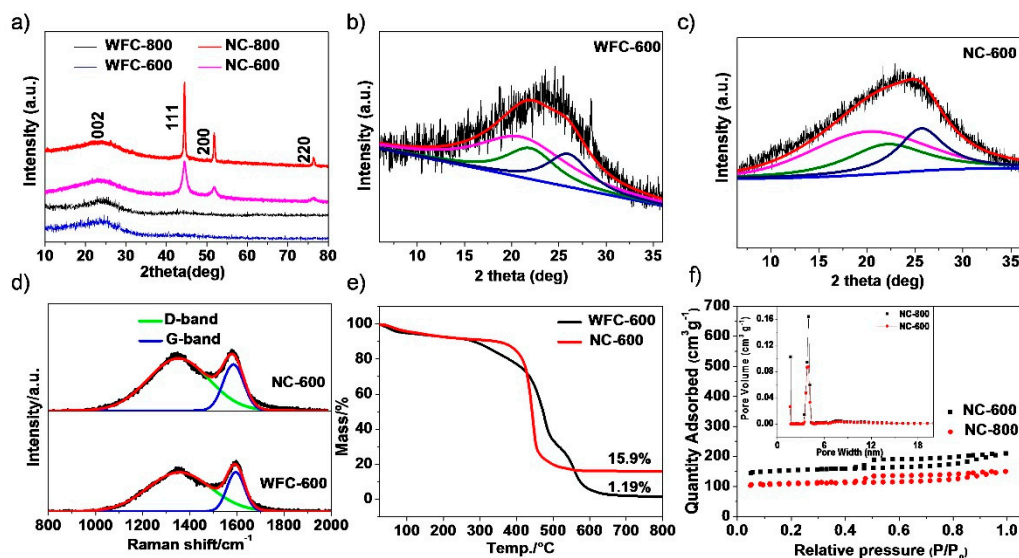 a)
WFC-800
NC-800
WFC-600
NC-600
002
111
200
220
Intensity (a.u.)
10 20 30 40 50 60 70 80
2theta(deg)
b)
WFC-600
Intensity (a.u.)
10 15 20 25 30 35
2 theta (deg)
c)
NC-600
Intensity (a.u.)
10 15 20 25 30 35
2 theta (deg)
d)
D-band
G-band
NC-600
WFC-600
Intensity/a.u.
800 1000 1200 1400 1600 1800 2000
Raman shift/cm⁻¹
e)
WFC-600
NC-600
15.9%
1.19%
Mass/%
100
80
60
40
20
0
100 200 300 400 500 600 700 800
Temp./°C
f)
Quantity Adsorbed (cm³ g⁻¹)
700
600
500
400
300
200
100
0
NC-800
NC-600
Pore Volume (cm³ g⁻¹)
0.16
0.12
0.08
0.04
0.00
0 6 12 18
Pore Width (nm)
NC-600
NC-800
0.0 0.2 0.4 0.6 0.8 1.0
Relative pressure (P/P₀)